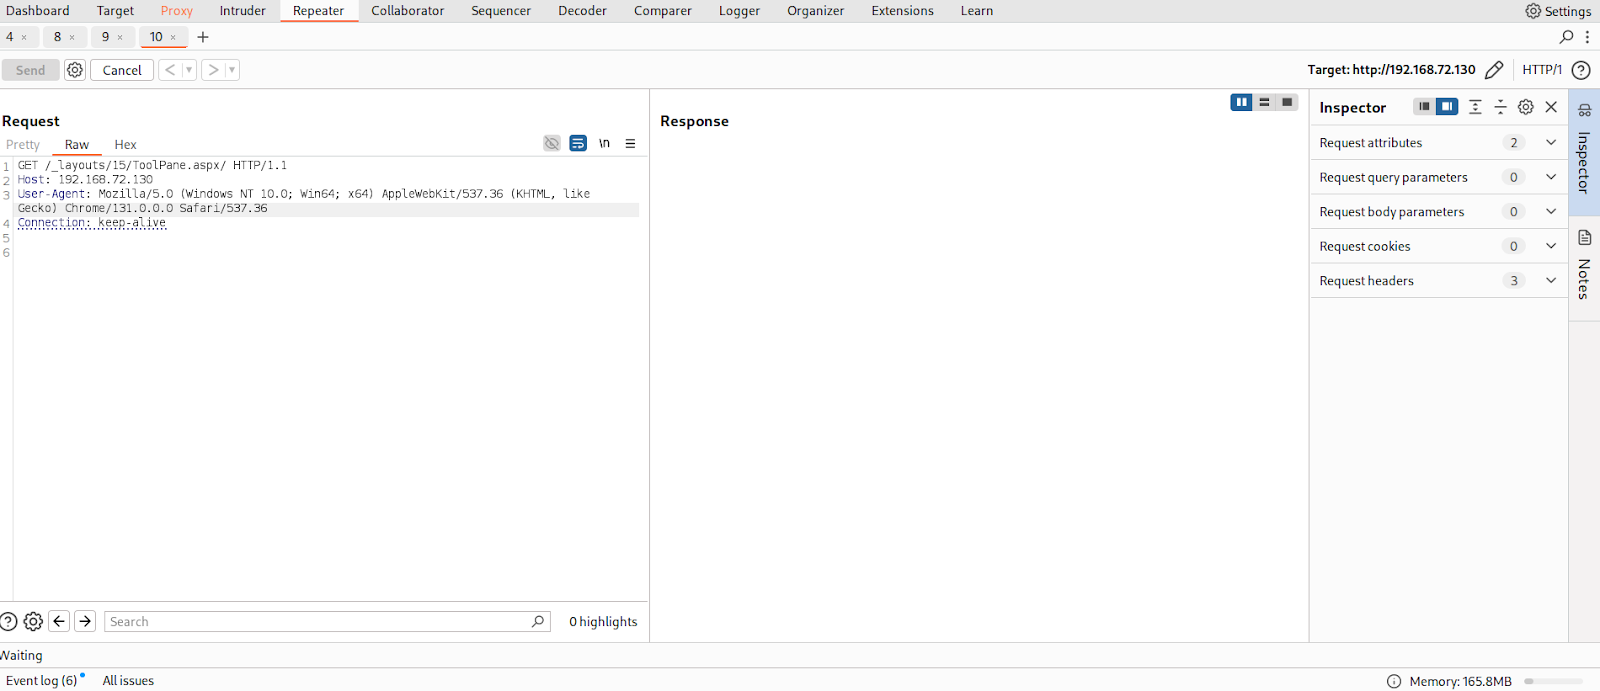 Dashboard Target Proxy Intruder Repeater Collaborator Sequencer Decoder Comparer Logger Organizer Extensions Learn Settings
4 × 8 × 9 × 10 × +
Send Cancel < > Target: http://192.168.72.130 HTTP/1
Request
Pretty Raw Hex \n
1 GET /_layouts/15/ToolPane.aspx/ HTTP/1.1
2 Host: 192.168.72.130
3 User-Agent: Mozilla/5.0 (Windows NT 10.0; Win64; x64) AppleWebKit/537.36 (KHTML, like
Gecko) Chrome/131.0.0.0 Safari/537.36
4 Connection: keep-alive
5
6
Search 0 highlights
Response
Inspector
Request attributes 2
Request query parameters 0
Request body parameters 0
Request cookies 0
Request headers 3
Inspector
Notes
Waiting
Event log (6) All issues Memory: 165.8MB